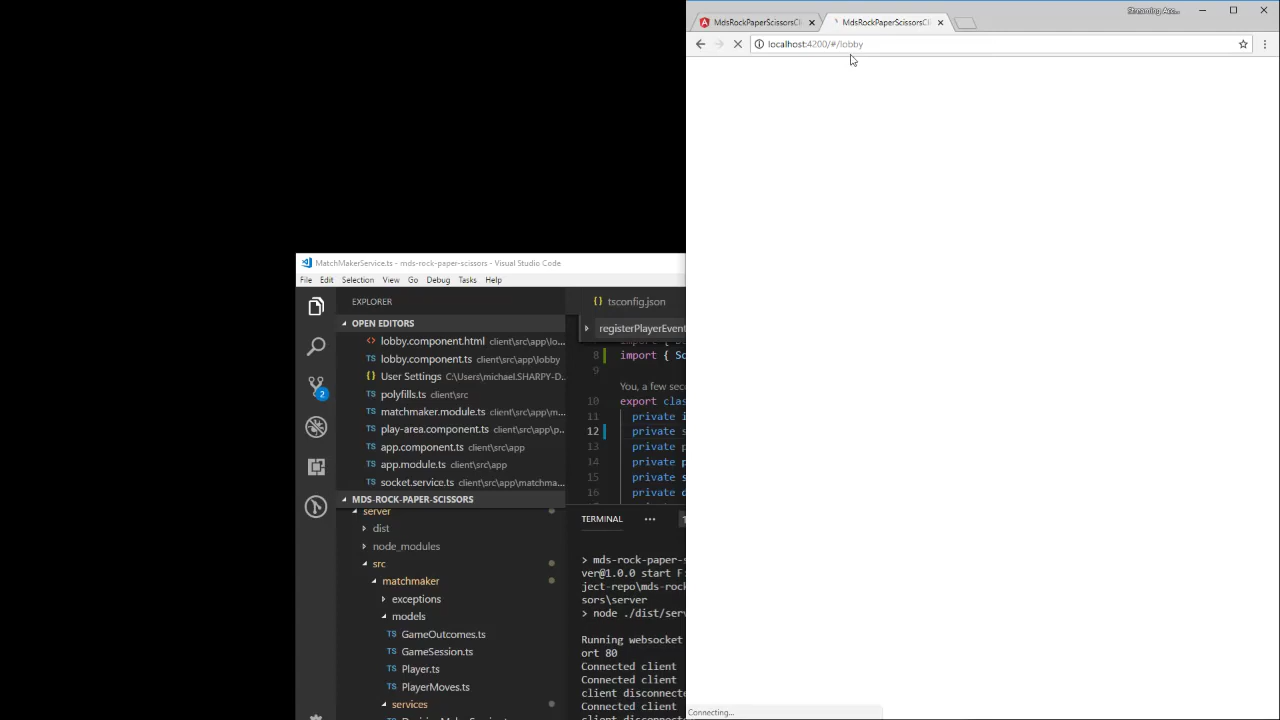 Streaming Acc...
MdsRockPaperScissorsCl
MdsRockPaperScissorsCl
localhost:4200/#/lobby
MatchMakerService.ts - mds-rock-paper-scissors - Visual Studio Code
File Edit Selection View Go Debug Tasks Help
EXPLORER
OPEN EDITORS
lobby.component.html client\src\app\lo...
lobby.component.ts client\src\app\lobby
User Settings C:\Users\michael.SHARPY-D...
polyfills.ts client\src
matchmaker.module.ts client\src\app\m...
play-area.component.ts client\src\app\p...
app.component.ts client\src\app
app.module.ts client\src\app
socket.service.ts client\src\app\matchma...
MDS-ROCK-PAPER-SCISSORS
server
dist
node_modules
src
matchmaker
exceptions
models
GameOutcomes.ts
GameSession.ts
Player.ts
PlayerMoves.ts
services
2
tsconfig.json
registerPlayerEvent
8 import { So
9
You, a few sec
10 export clas
11 private i
12 private s
13 private p
14 private p
15 private s
16 private d
TERMINAL
> mds-rock-paper-s
ver@1.0.0 start F:
ject-repo\mds-rock
sors\server
> node ./dist/serv
Running websocket
ort 80
Connected client
Connected client
client disconnecte
Connected client
Connecting...